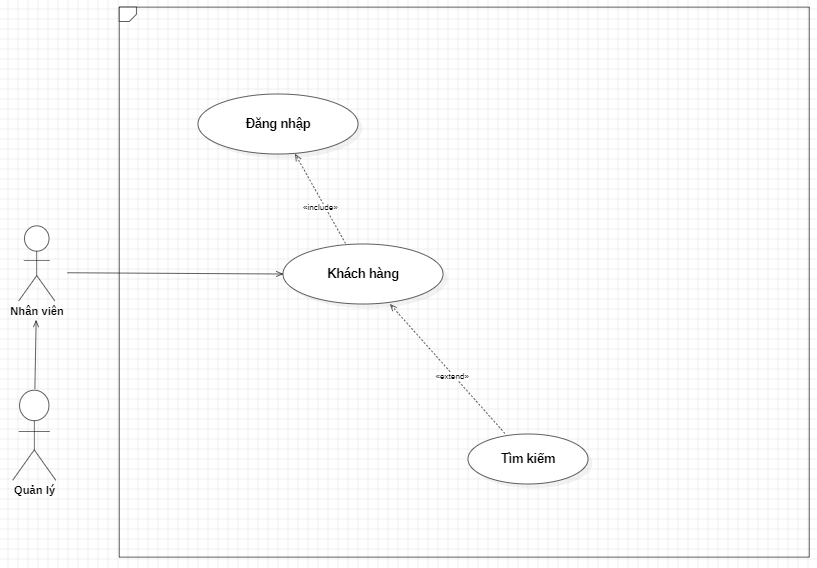 Đăng nhập
«include»
Khách hàng
Nhân viên
«extend»
Tìm kiếm
Quản lý